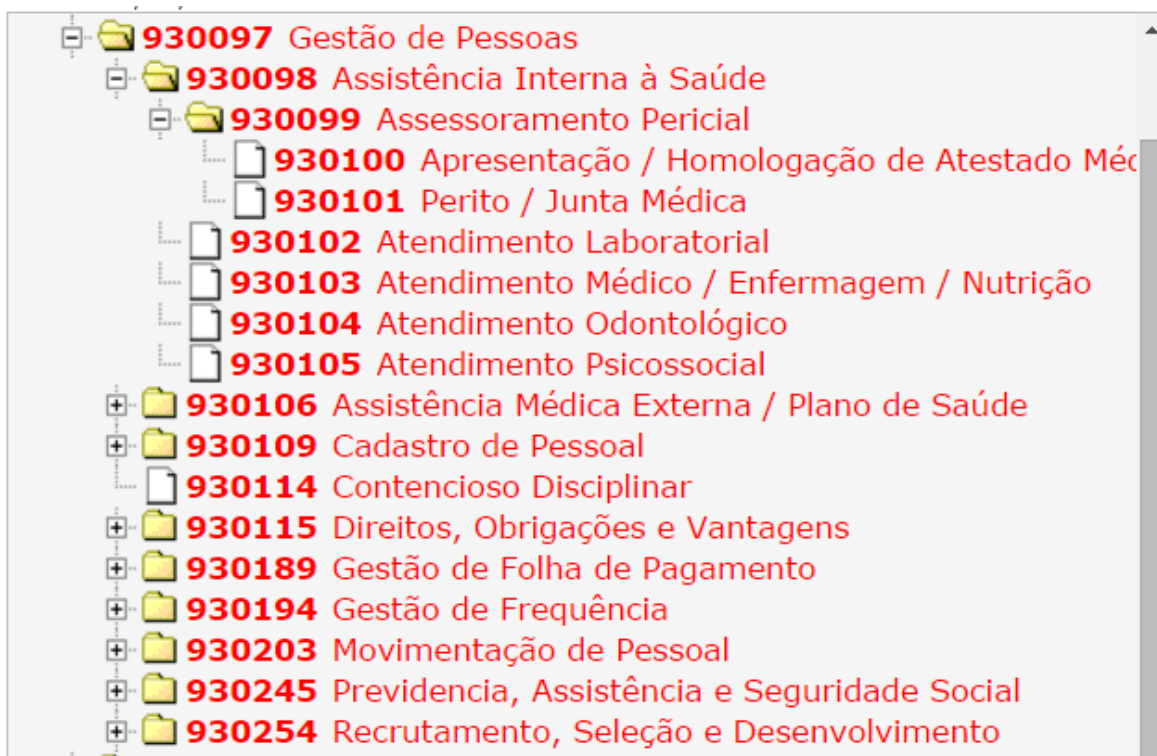 930097 Gestão de Pessoas
930098 Assistência Interna à Saúde
930099 Assessoramento Pericial
930100 Apresentação / Homologação de Atestado
930101 Perito / Junta Médica
930102 Atendimento Laboratorial
930103 Atendimento Médico / Enfermagem / Nutrição
930104 Atendimento Odontológico
930105 Atendimento Psicossocial
930106 Assistência Médica Externa / Plano de Saúde
930109 Cadastro de Pessoal
930114 Contencioso Disciplinar
930115 Direitos, Obrigações e Vantagens
930189 Gestão de Folha de Pagamento
930194 Gestão de Frequência
930203 Movimentação de Pessoal
930245 Previdencia, Assistência e Seguridade Social
930254 Recrutamento, Seleção e Desenvolvimento